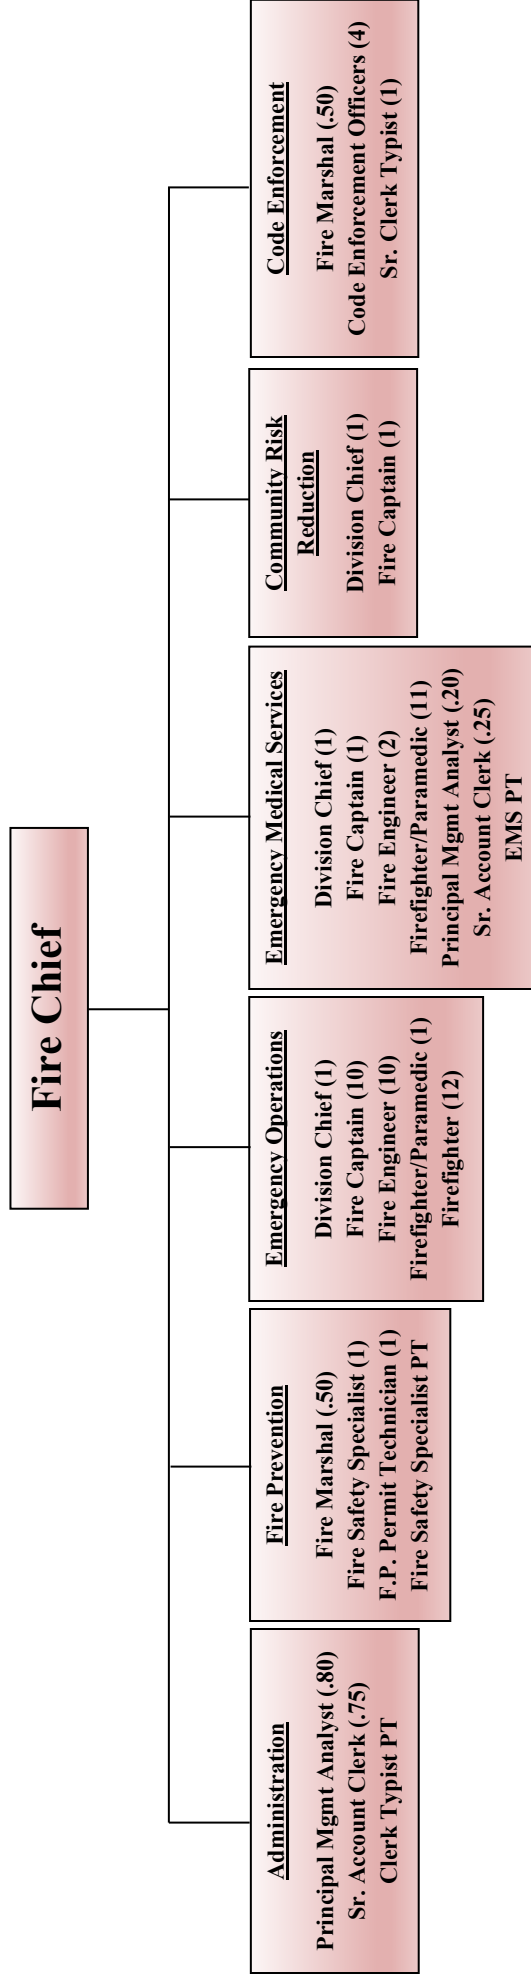 Fire Chief
Administration
Principal Mgmt Analyst (.80)
Sr. Account Clerk (.75)
Clerk Typist PT
Fire Prevention
Fire Marshal (.50)
Fire Safety Specialist (1)
F.P. Permit Technician (1)
Fire Safety Specialist PT
Emergency Operations
Division Chief (1)
Fire Captain (10)
Fire Engineer (10)
Firefighter/Paramedic (1)
Firefighter (12)
Emergency Medical Services
Division Chief (1)
Fire Captain (1)
Fire Engineer (2)
Firefighter/Paramedic (11)
Principal Mgmt Analyst (.20)
Sr. Account Clerk (.25)
EMS PT
Community Risk
Reduction
Division Chief (1)
Fire Captain (1)
Code Enforcement
Fire Marshal (.50)
Code Enforcement Officers (4)
Sr. Clerk Typist (1)